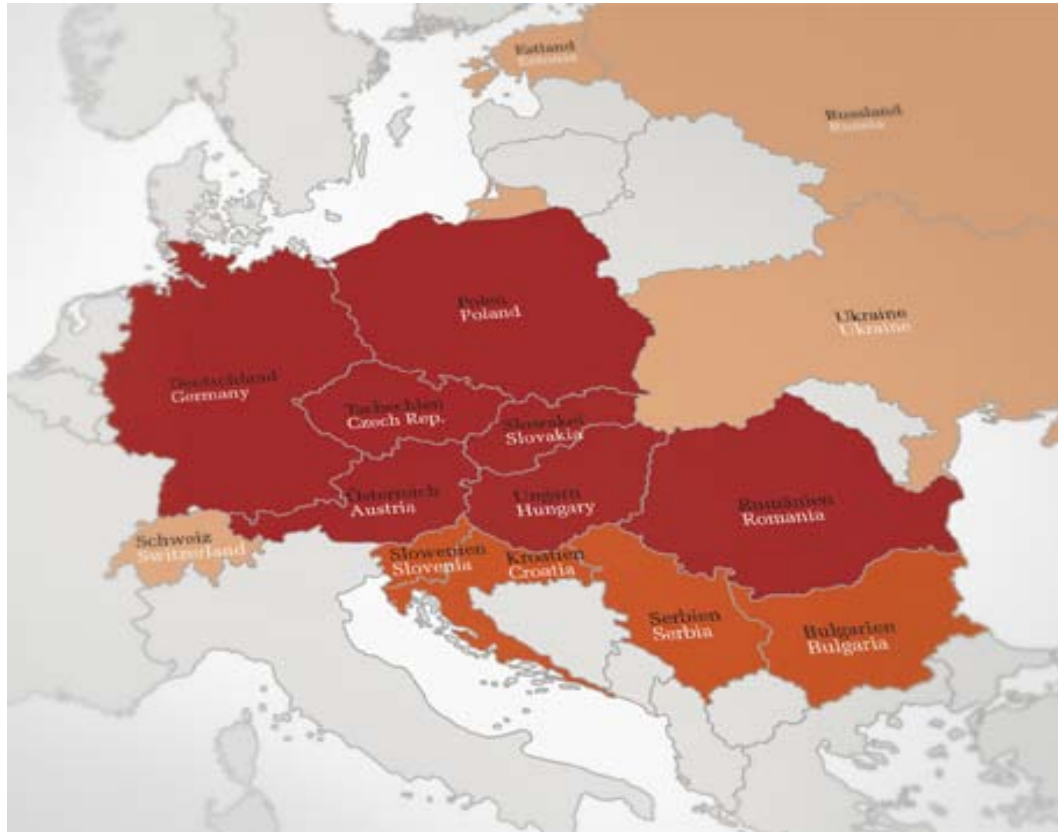 Estland
Estonia
Russland
Russia
Polen
Poland
Ukraine
Ukraine
Deutschland
Germany
Tschechien
Czech Rep.
Slowakei
Slovakia
Österreich
Austria
Ungarn
Hungary
Rumänien
Romania
Schweiz
Switzerland
Slowenien
Slovenia
Kroatien
Croatia
Serbien
Serbia
Bulgarien
Bulgaria